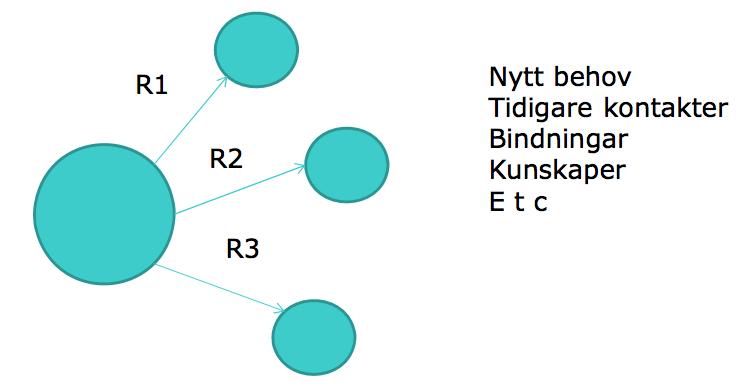 R1
R2
R3
Nytt behov
Tidigare kontakter
Bindningar
Kunskaper
E t c